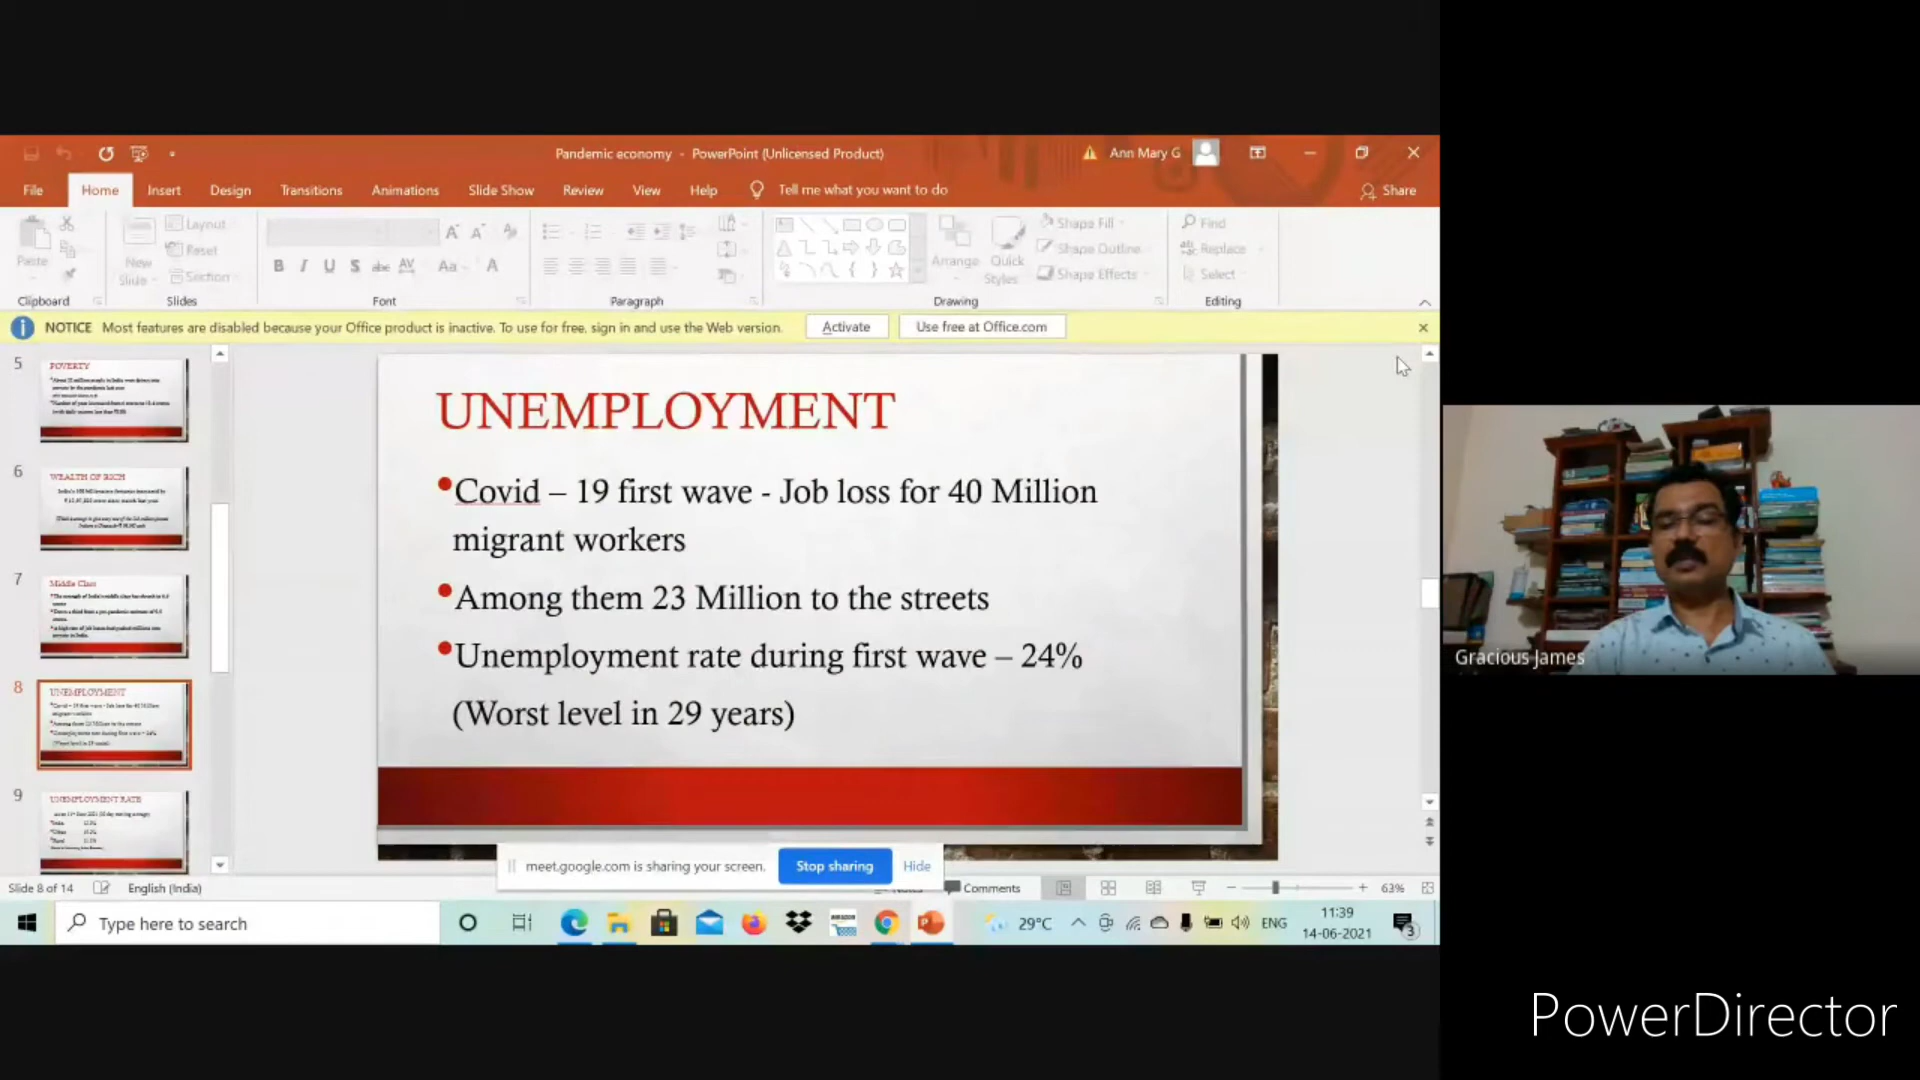 Pandemic economy - PowerPoint (Unlicensed Product)
Ann Mary G
File Home Insert Design Transitions Animations Slide Show Review View Help Tell me what you want to do Share
Paste
New Slide
Layout
Reset
Section
Arrange
Quick Styles
Shape Fill
Shape Outline
Shape Effects
Find
Replace
Select
Clipboard Slides Font Paragraph Drawing Editing
NOTICE Most features are disabled because your Office product is inactive. To use for free, sign in and use the Web version. Activate Use free at Office.com
5
POVERTY
6
WEALTH OF RICH
7
Middle Class
8
UNEMPLOYMENT
9
UNEMPLOYMENT RATE
UNEMPLOYMENT
•Covid – 19 first wave - Job loss for 40 Million
migrant workers
•Among them 23 Million to the streets
•Unemployment rate during first wave – 24%
(Worst level in 29 years)
meet.google.com is sharing your screen. Stop sharing Hide
Slide 8 of 14 English (India) Notes Comments 63%
Type here to search
29°C
ENG
11:39
14-06-2021
3
Gracious James
PowerDirector